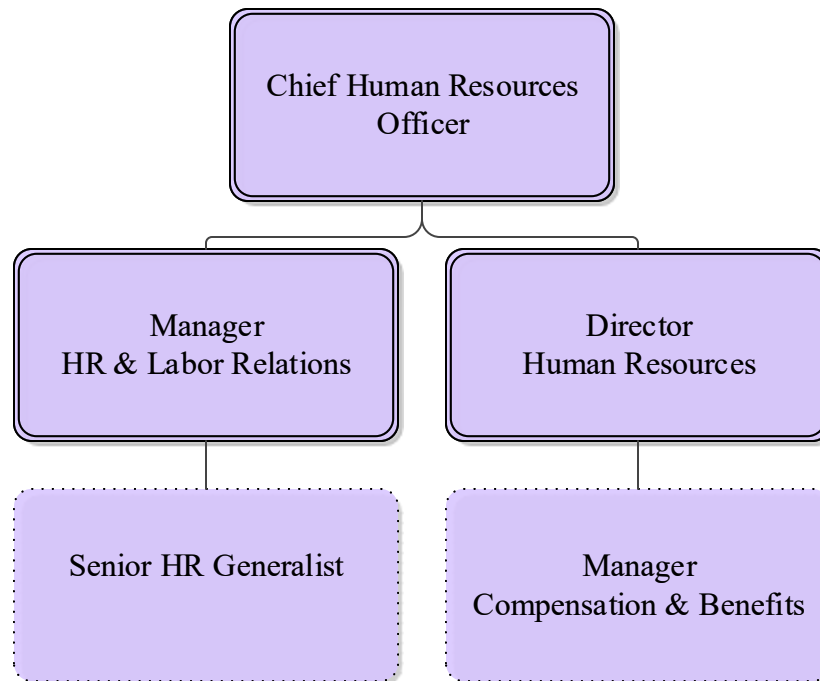 Chief Human Resources
Officer
Manager
HR & Labor Relations
Director
Human Resources
Senior HR Generalist
Manager
Compensation & Benefits